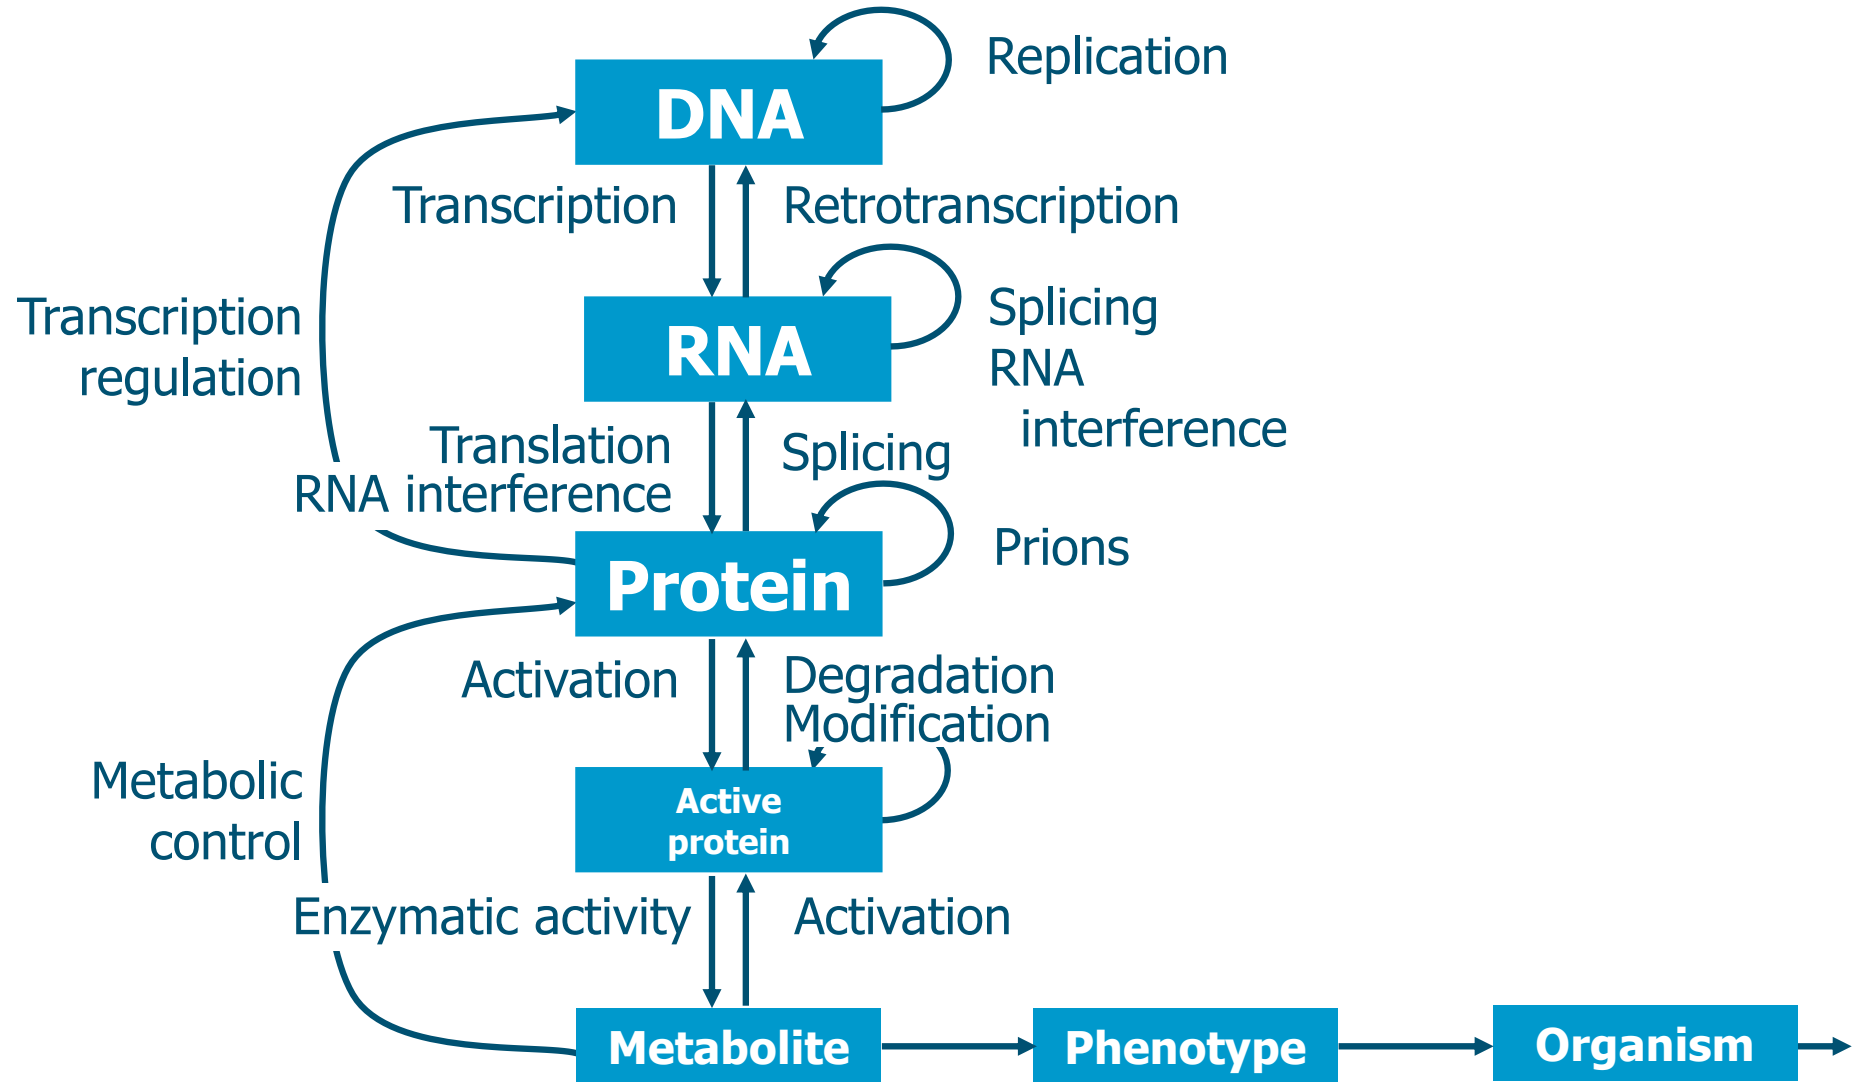 Replication
DNA
Transcription
Retrotranscription
Transcription
regulation
Splicing
RNA
interference
RNA
Translation
RNA interference
Splicing
Prions
Protein
Activation
Degradation
Modification
Metabolic
control
Active
protein
Enzymatic activity
Activation
Metabolite
Phenotype
Organism